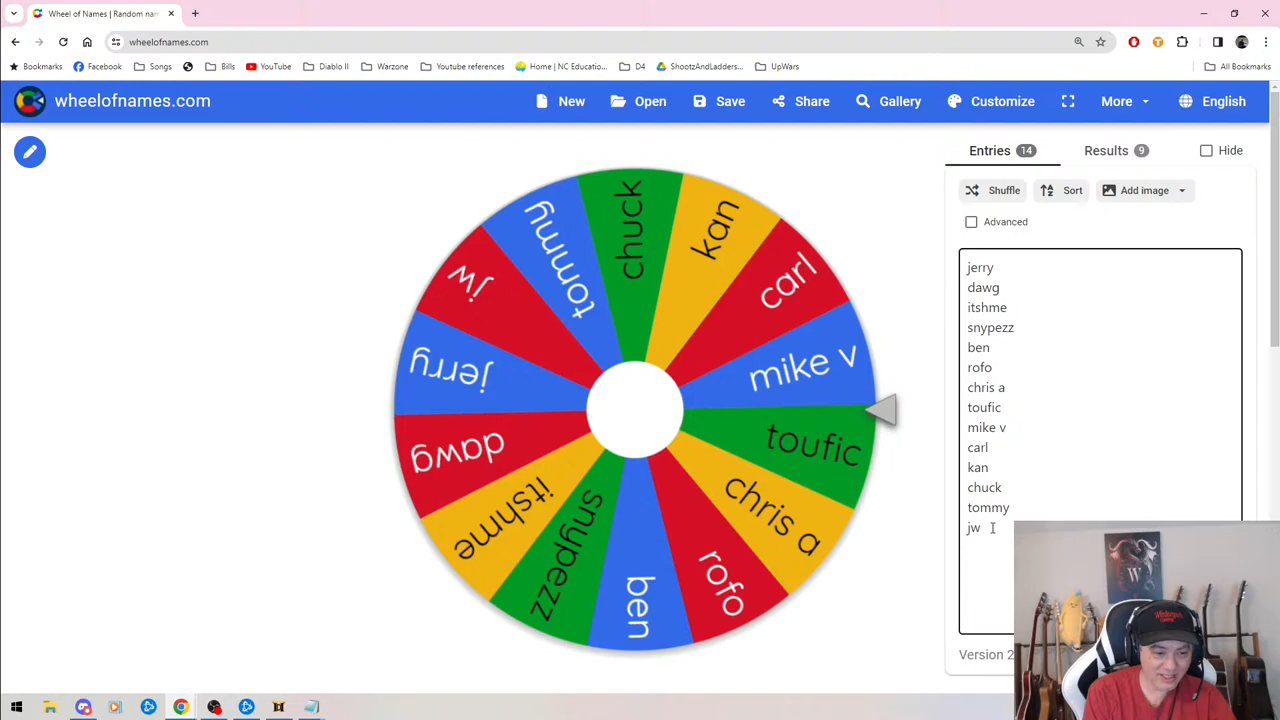 Wheel of Names | Random nam
wheelofnames.com
Bookmarks
Facebook
Songs
Bills
YouTube
Diablo II
Warzone
Youtube references
Home | NC Educatio...
D4
ShootzAndLadders...
UpWars
All Bookmarks
wheelofnames.com
New
Open
Save
Share
Gallery
Customize
More
English
Entries 14
Results 9
Hide
Shuffle
Sort
Add image
Advanced
jerry
dawg
itshme
snypezz
ben
rofo
chris a
toufic
mike v
carl
kan
chuck
tommy
jw
Version 2
chuck
kan
carl
mike v
toufic
chris a
rofo
ben
snypezz
itshme
dawg
jerry
jw
tommy
W